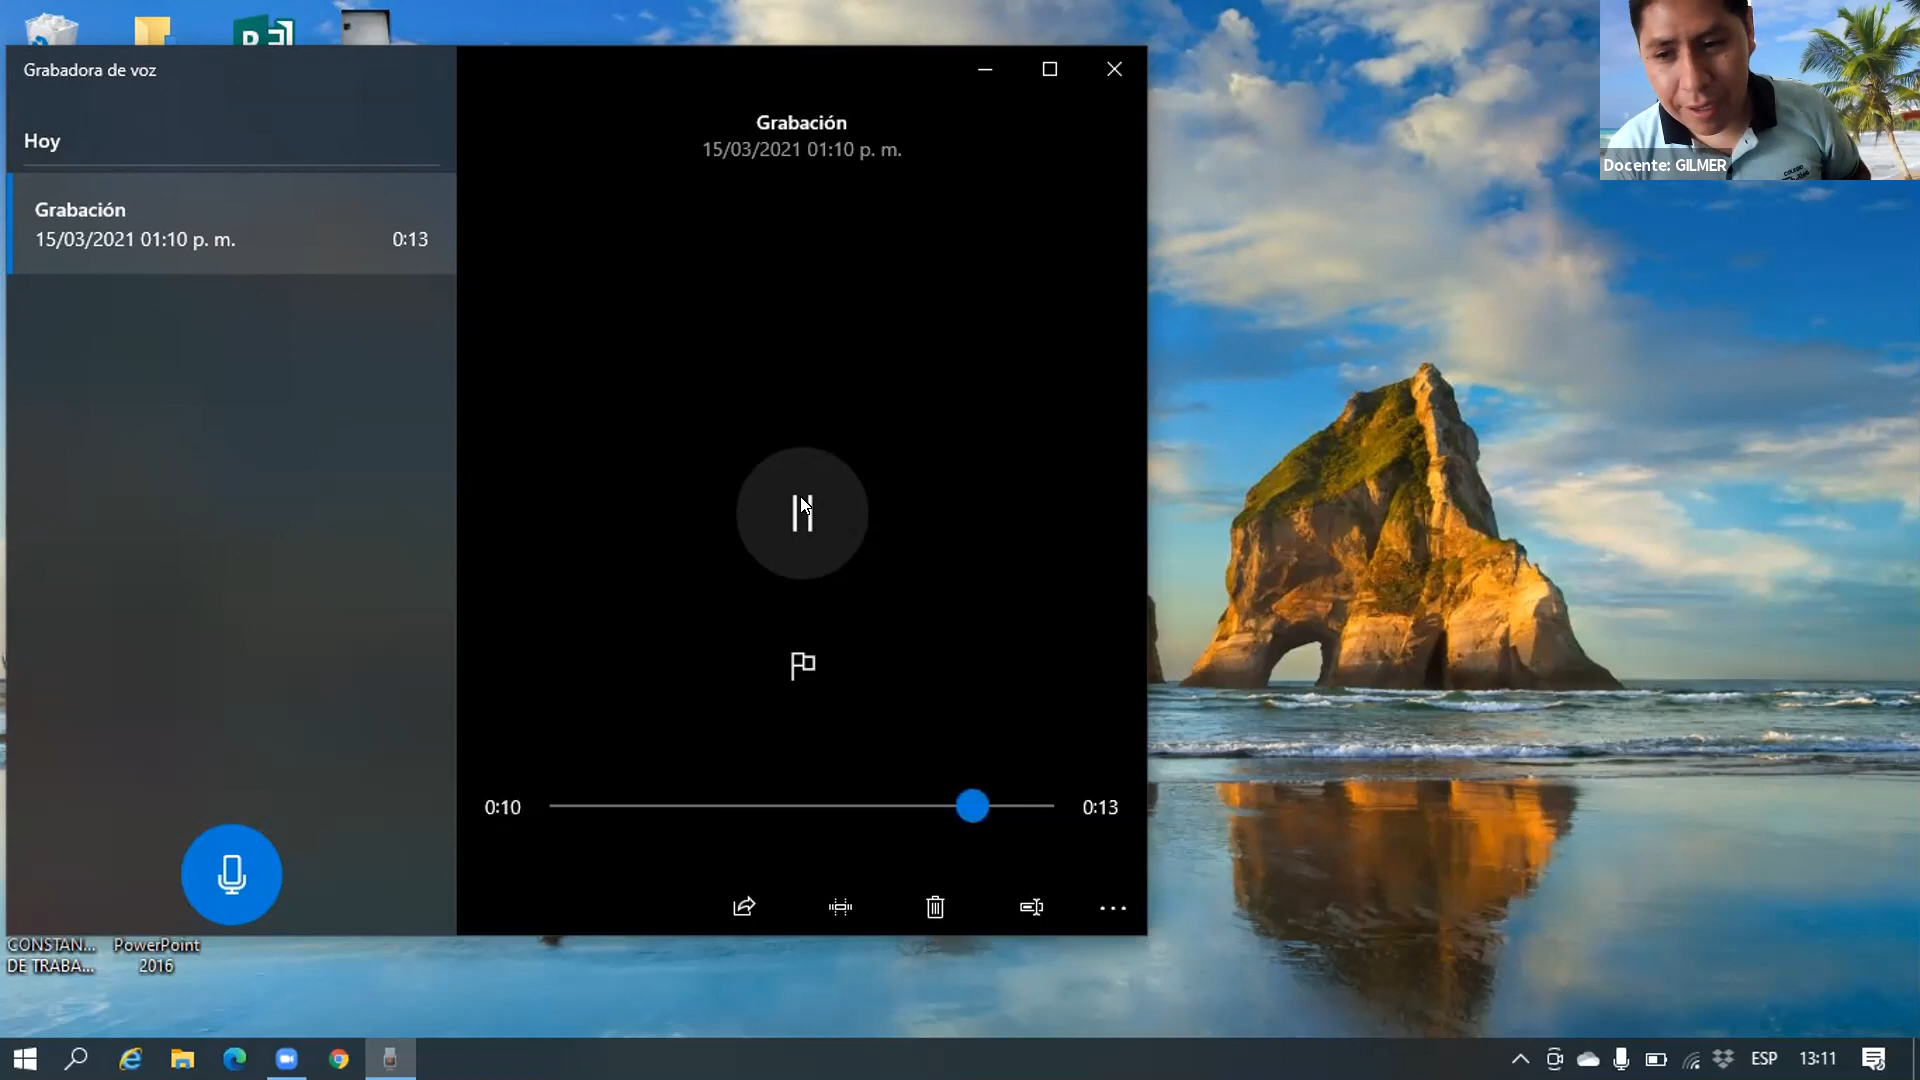 Grabadora de voz
Hoy
Grabación
15/03/2021 01:10 p. m.
0:13
Grabación
15/03/2021 01:10 p. m.
0:10
0:13
Docente: GILMER
CONSTAN...
DE TRABA...
PowerPoint
2016
ESP
13:11